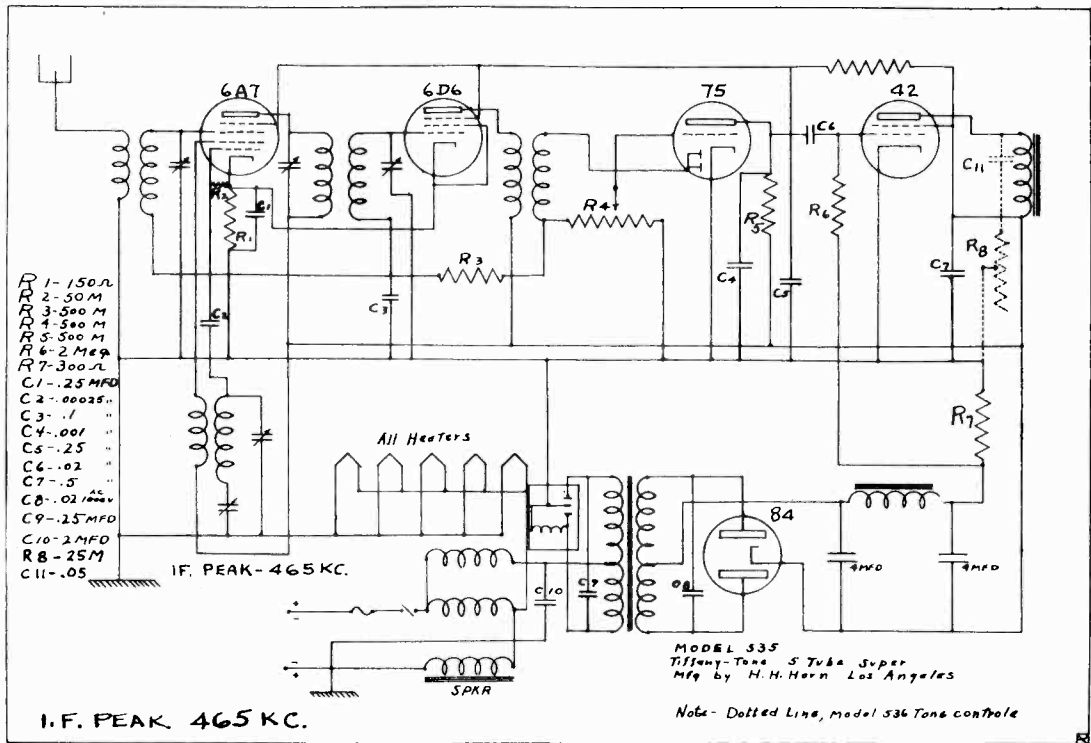 6A7
6D6
75
42
C6
C11
R2
C1
R1
R4
R5
R6
R8
R3
C2
C3
C4
C5
C7
R 1-150Ω
R 2-50 M
R 3-500 M
R 4-500 M
R 5-500 M
R 6-2 Meg
R 7-300Ω
C1-.25 MFD
C2-.00025 "
C3-.1 "
C4-.001 "
C5-.25 "
C6-.02 "
C7-.5 "
C8-.02 AC 1000V
C9-.25 MFD
C10-2 MFD
R8-25M
C11-.05
R7
All Heaters
84
IF. PEAK-465 KC.
C10
C9
C8
4MFD
4MFD
+
-
+
-
SPKR
MODEL 535
Tiffany-Tone 5 Tube Super
Mfg by H.H. Horn Los Angeles
Note- Dotted Line, model 536 Tone controle
I.F. PEAK. 465 KC.